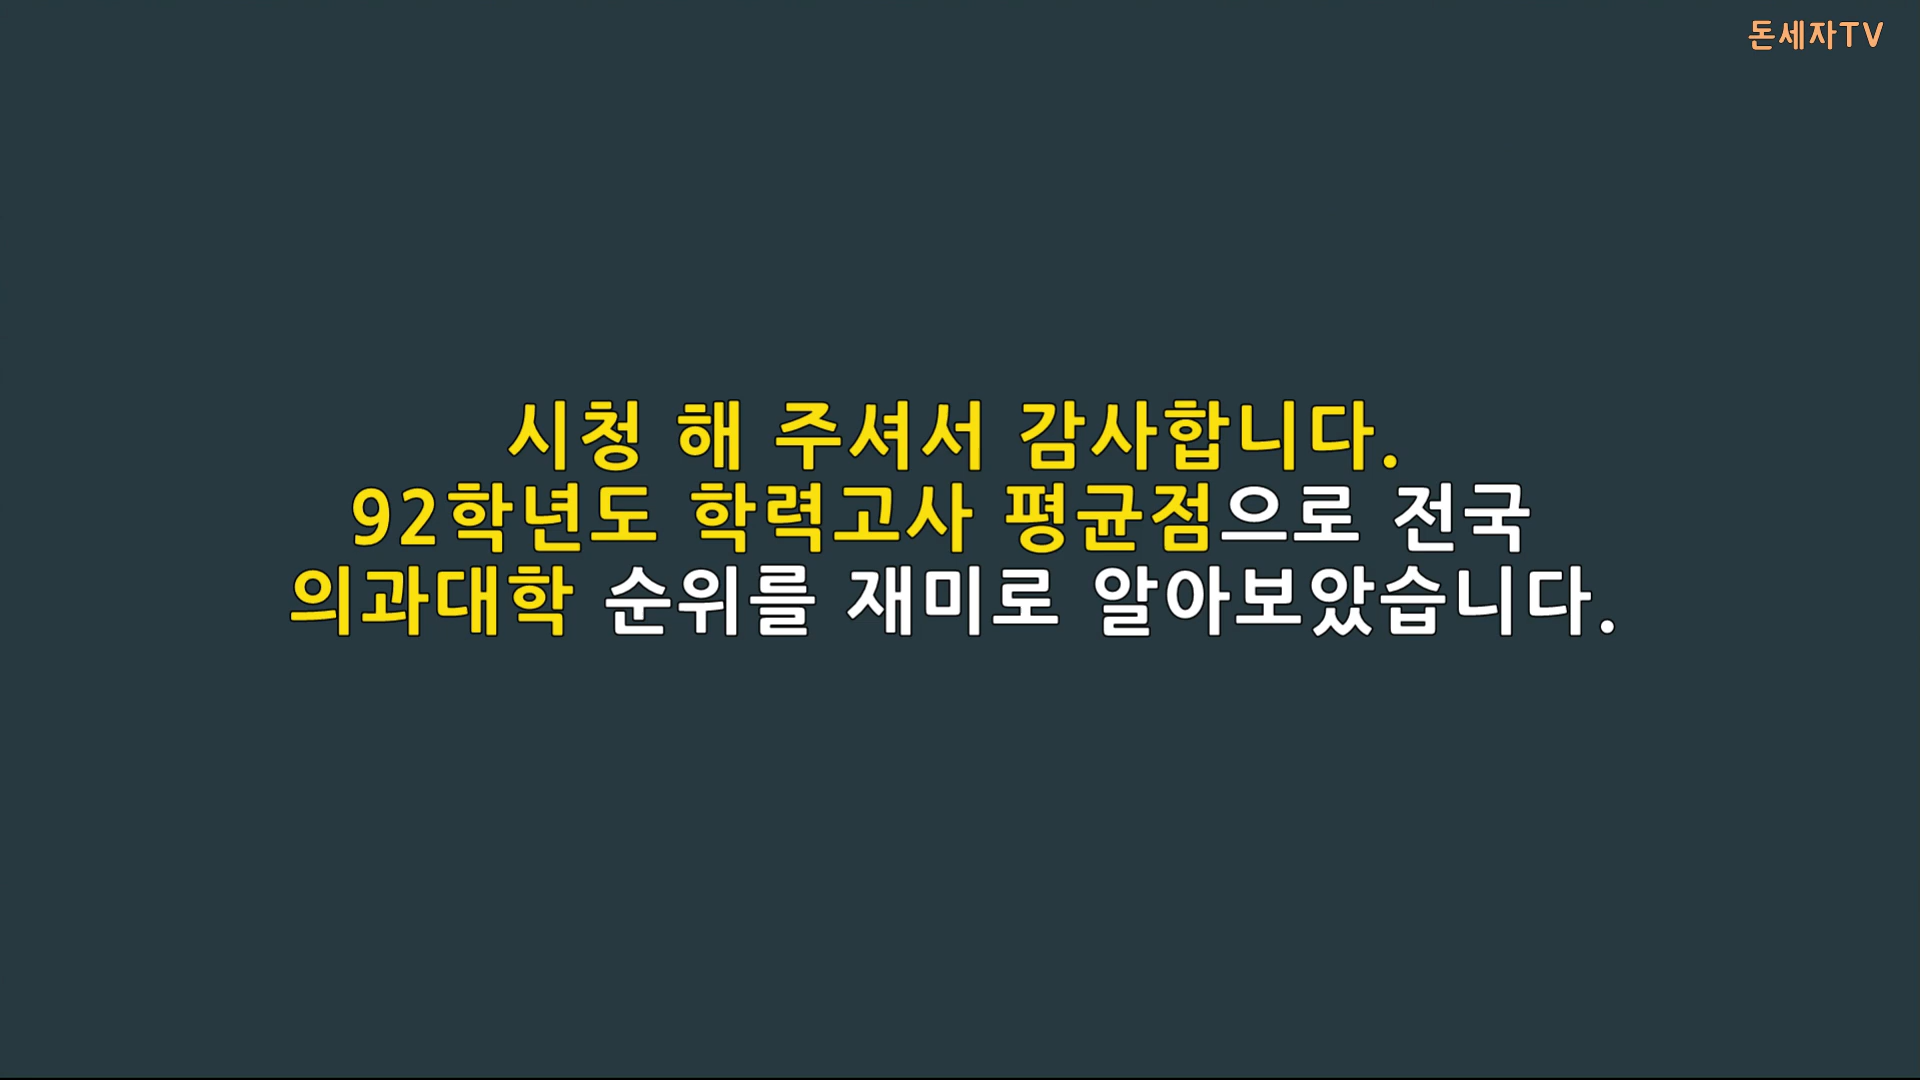 돈세자TV
시청 해 주셔서 감사합니다.
92학년도 학력고사 평균점으로 전국
의과대학 순위를 재미로 알아보았습니다.